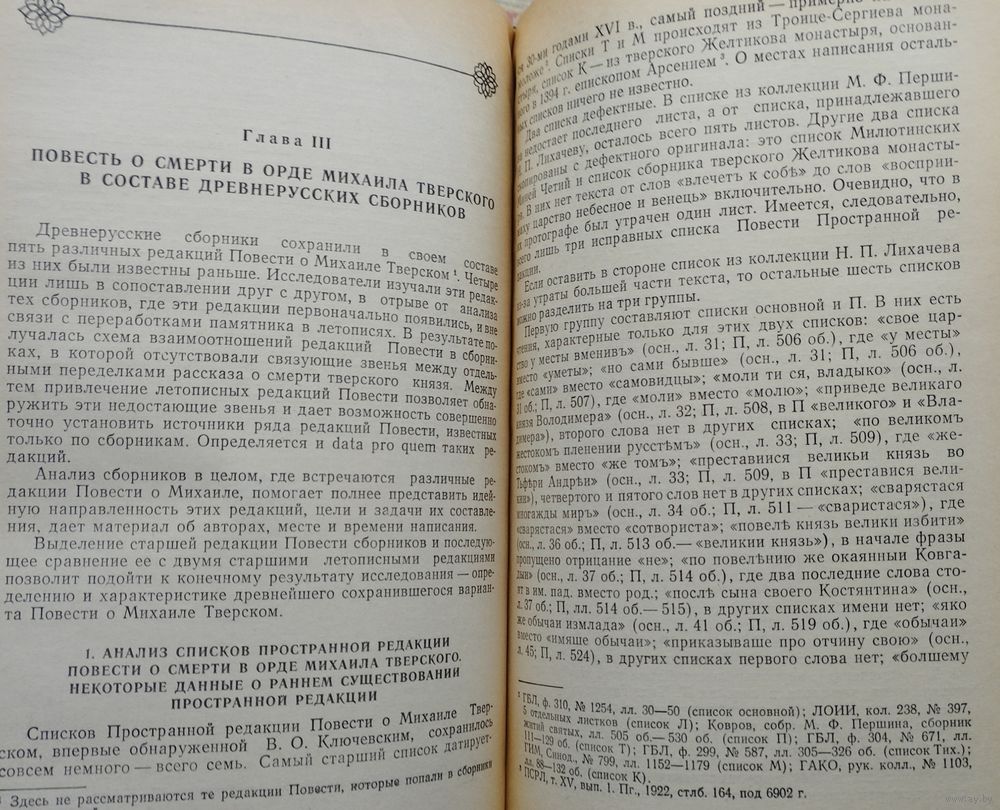 Глава III
ПОВЕСТЬ О СМЕРТИ В ОРДЕ МИХАИЛА ТВЕРСКОГО
В СОСТАВЕ ДРЕВНЕРУССКИХ СБОРНИКОВ
Древнерусские сборники сохранили в своем составе
пять различных редакций Повести о Михаиле Тверском ¹. Четыре
из них были известны раньше. Исследователи изучали эти редак-
ции лишь в сопоставлении друг с другом, в отрыве от анализа
тех сборников, где эти редакции первоначально появились, и вне
связи с переработками памятника в летописях. В результате по-
лучалась схема взаимоотношений редакций Повести в сборни-
ках, в которой отсутствовали связующие звенья между отдель-
ными переделками рассказа о смерти тверского князя. Между
тем привлечение летописных редакций Повести позволяет обна-
ружить эти недостающие звенья и дает возможность совершенно
точно установить источники ряда редакций Повести, известных
только по сборникам. Определяется и data pro quem таких ре-
дакций.
Анализ сборников в целом, где встречаются различные ре-
дакции Повести о Михаиле, помогает полнее представить идей-
ную направленность этих редакций, цели и задачи их составле-
ния, дает материал об авторах, месте и времени написания.
Выделение старшей редакции Повести сборников и последую-
щее сравнение ее с двумя старшими летописными редакциями
позволит подойти к конечному результату исследования — опре-
делению и характеристике древнейшего сохранившегося вариан-
та Повести о Михаиле Тверском.
1. АНАЛИЗ СПИСКОВ ПРОСТРАННОЙ РЕДАКЦИИ
ПОВЕСТИ О СМЕРТИ В ОРДЕ МИХАИЛА ТВЕРСКОГО.
НЕКОТОРЫЕ ДАННЫЕ О РАННЕМ СУЩЕСТВОВАНИИ
ПРОСТРАННОЙ РЕДАКЦИИ
Списков Пространной редакции Повести о Михаиле Твер-
ском, впервые обнаруженной В. О. Ключевским, сохранилось
совсем немного — всего семь. Самый старший список датирует-
¹ Здесь не рассматриваются те редакции Повести, которые попали в сборники
ся 30-ми годами XVI в., самый поздний — примерно
моложе ². Списки Т и М происходят из Троице-Сергиева мона-
стыря, список К — из тверского Желтикова монастыря, основан-
ного в 1394 г. епископом Арсением ³. О местах написания осталь-
ных списков ничего не известно.
Два списка дефектные. В списке из коллекции М. Ф. Перши-
на недостает последнего листа, а от списка, принадлежавшего
Н. П. Лихачеву, осталось всего пять листов. Другие два списка
скопированы с дефектного оригинала: это список Милютинских
Миней Четий и список сборника тверского Желтикова монасты-
ря. В них нет текста от слов «влечетъ к собѣ» до слов «восприи-
маху царство небесное и венець» включительно. Очевидно, что в
их протографе был утрачен один лист. Имеется, следовательно,
всего лишь три исправных списка Повести Пространной ре-
дакции.
Если оставить в стороне список из коллекции Н. П. Лихачева
из-за утраты большей части текста, то остальные шесть списков
можно разделить на три группы.
Первую группу составляют списки основной и П. В них есть
чтения, характерные только для этих двух списков: «свое цар-
ство у месты вменивъ» (осн., л. 31; П, л. 506 об.), где «у месты»
вместо «уметы»; «но сами бывше» (осн., л. 31; П, л. 506 об.),
где «сами» вместо «самовидцы»; «моли ти ся, владыко» (осн., л.
31 об.; П, л. 507), где «моли» вместо «молю»; «приведе великаго
князя Володимера» (осн., л. 32; П, л. 508, в П «великого» и «Вла-
димера»), второго слова нет в других списках; «по великомъ
жестоком пленении русстѣмъ» (осн., л. 33; П, л. 509), где «же-
стокомъ» вместо «же томъ»; «преставиися великьи князь во
Тьфѣри Андрѣи» (осн., л. 33; П, л. 509, в П «преставися вели-
кии»), четвертого и пятого слов нет в других списках; «сварястася
многажды миръ» (осн., л. 34 об.; П, л. 511 — «сваристася»), где
«сварястася» вместо «сотвориста»; «повелѣ князь велики избити»
(осн., л. 36 об.; П, л. 513 об.— «великии князь»), в начале фразы
пропущено отрицание «не»; «по повелѣнию же окаянныи Ковга-
дыи» (осн., л. 37 об.; П, л. 514 об.), где два последние слова сто-
ят в им. пад. вместо род.; «послѣ сына своего Костянтина» (осн.,
л. 37 об.; П, лл. 514 об.— 515), в других списках имени нет; «яко
же обычаи измлада» (осн., л. 41 об.; П, л. 519 об.), где «обычаи»
вместо «имяше обычаи»; «приказываше про отчину свою» (осн.,
л. 45; П, л. 524), в других списках первого слова нет; «болшему
² ГБЛ, ф. 310, № 1254, лл. 30—50 (список основной); ЛОИИ, кол. 238, № 397,
5 отдельных листков (список Л); Ковров, собр. М. Ф. Першина, сборник
житий святых, лл. 505 об.— 530 об. (список П); ГБЛ, ф. 304, № 671, лл.
111—129 об. (список Т); ГБЛ, ф. 299, № 587, лл. 305—326 об. (список Тих.);
ГИМ, Синод., № 799, лл. 1152—1179 (список М); ГАКО, рук. колл., № 1103,
лл. 88—132 об. (список К).
³ ПСРЛ, т. XV, вып. 1. Пг., 1922, стлб. 164, под 6902 г.